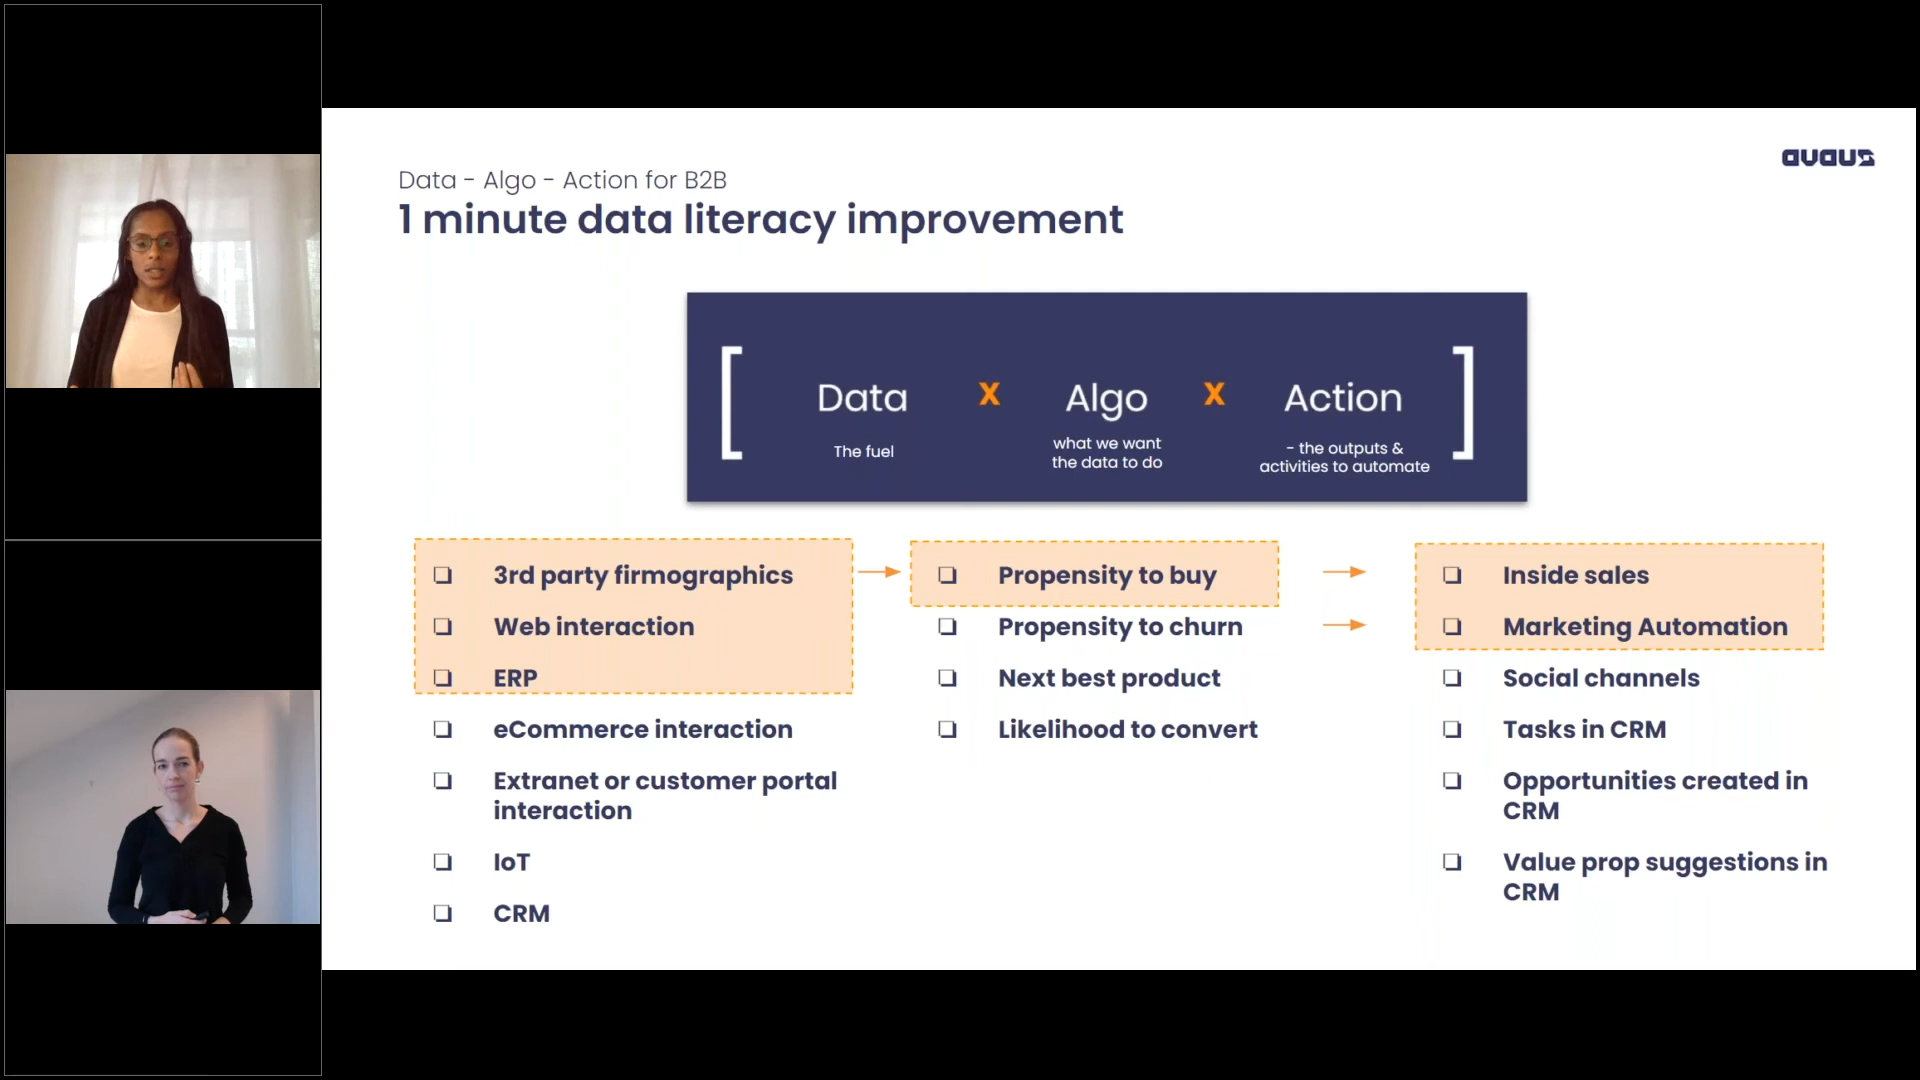 avaus
Data - Algo - Action for B2B
1 minute data literacy improvement
[ Data x Algo x Action ]
The fuel
what we want
the data to do
- the outputs &
activities to automate
3rd party firmographics
Web interaction
ERP
eCommerce interaction
Extranet or customer portal
interaction
IoT
CRM
Propensity to buy
Propensity to churn
Next best product
Likelihood to convert
Inside sales
Marketing Automation
Social channels
Tasks in CRM
Opportunities created in
CRM
Value prop suggestions in
CRM